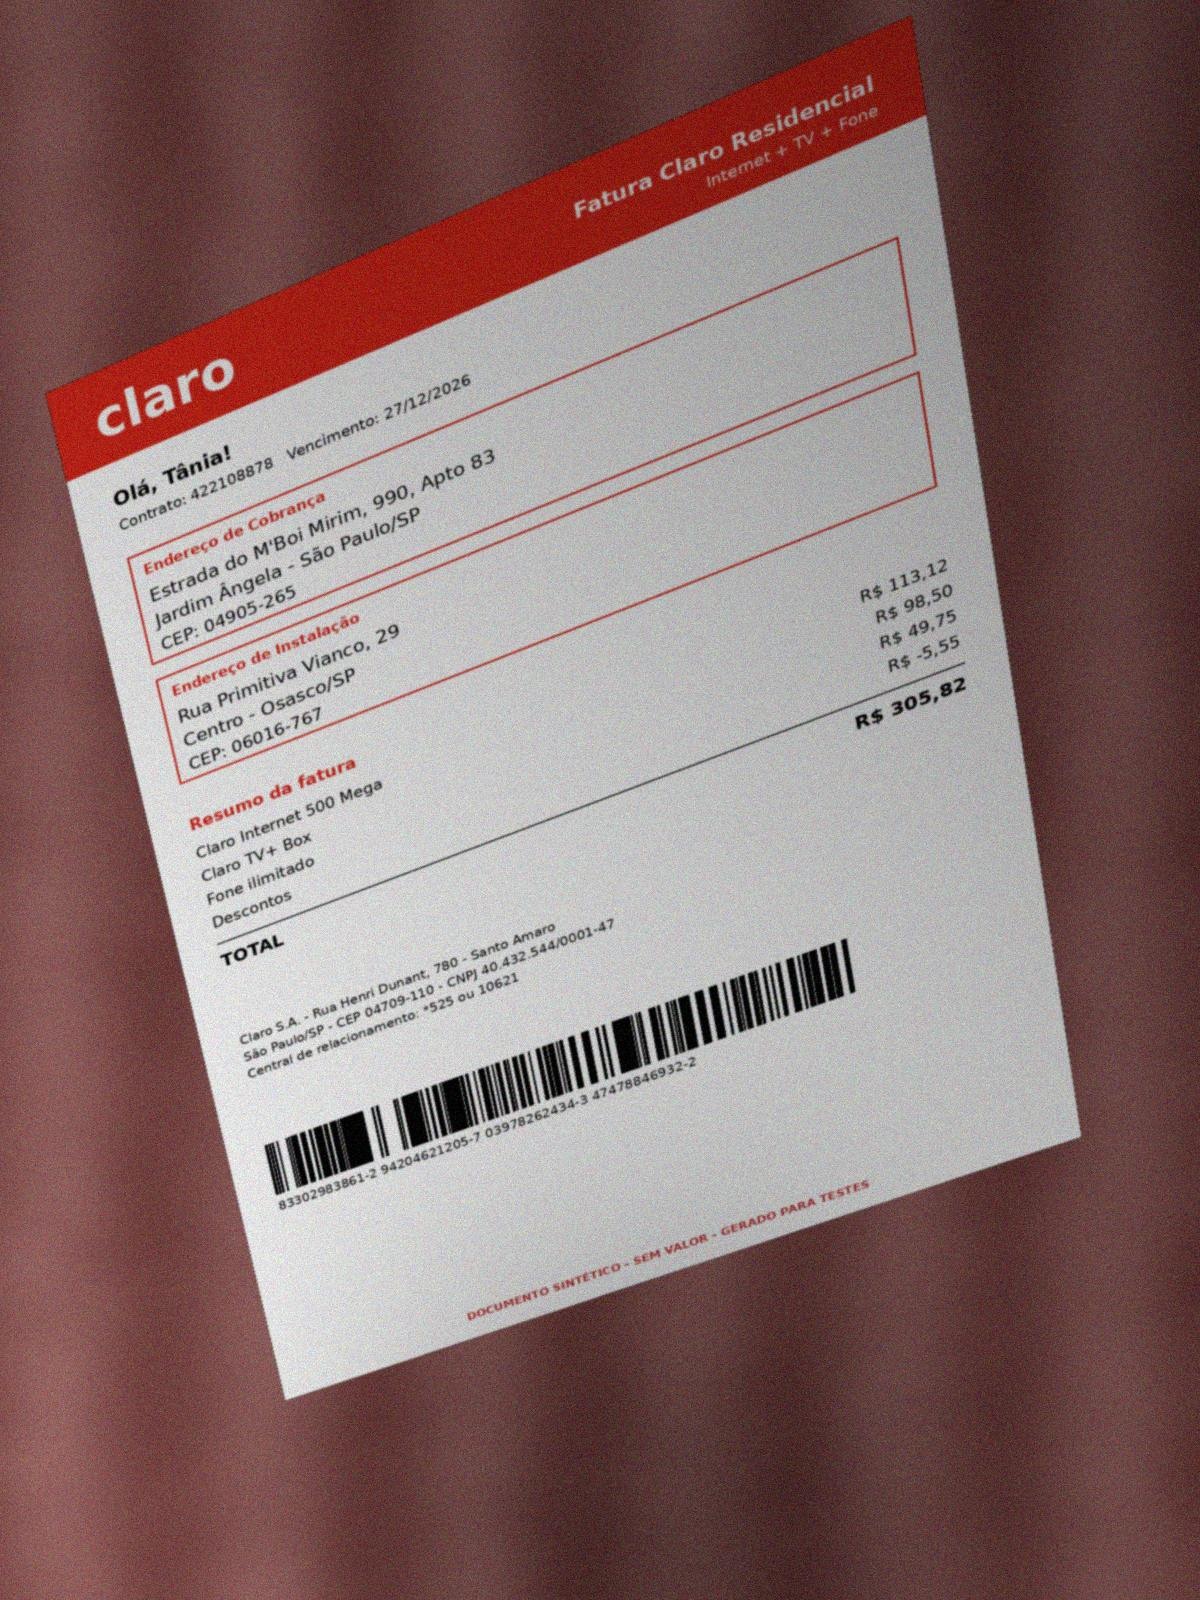 claro
Fatura Claro Residencial
Internet + TV + Fone
Olá, Tânia!
Contrato: 422108878 Vencimento: 27/12/2026
Endereço de Cobrança
Estrada do M'Boi Mirim, 990, Apto 83
Jardim Ângela - São Paulo/SP
CEP: 04905-265
Endereço de Instalação
Rua Primitiva Vianco, 29
Centro - Osasco/SP
CEP: 06016-767
Resumo da fatura
Claro Internet 500 Mega R$ 113,12
Claro TV+ Box R$ 98,50
Fone ilimitado R$ 49,75
Descontos R$ -5,55
TOTAL R$ 305,82
Claro S.A. - Rua Henri Dunant, 780 - Santo Amaro
São Paulo/SP - CEP 04709-110 - CNPJ 40.432.544/0001-47
Central de relacionamento: *525 ou 10621
83302983861-2 94204621205-7 03978262434-3 47478846932-2
DOCUMENTO SINTÉTICO - SEM VALOR - GERADO PARA TESTES